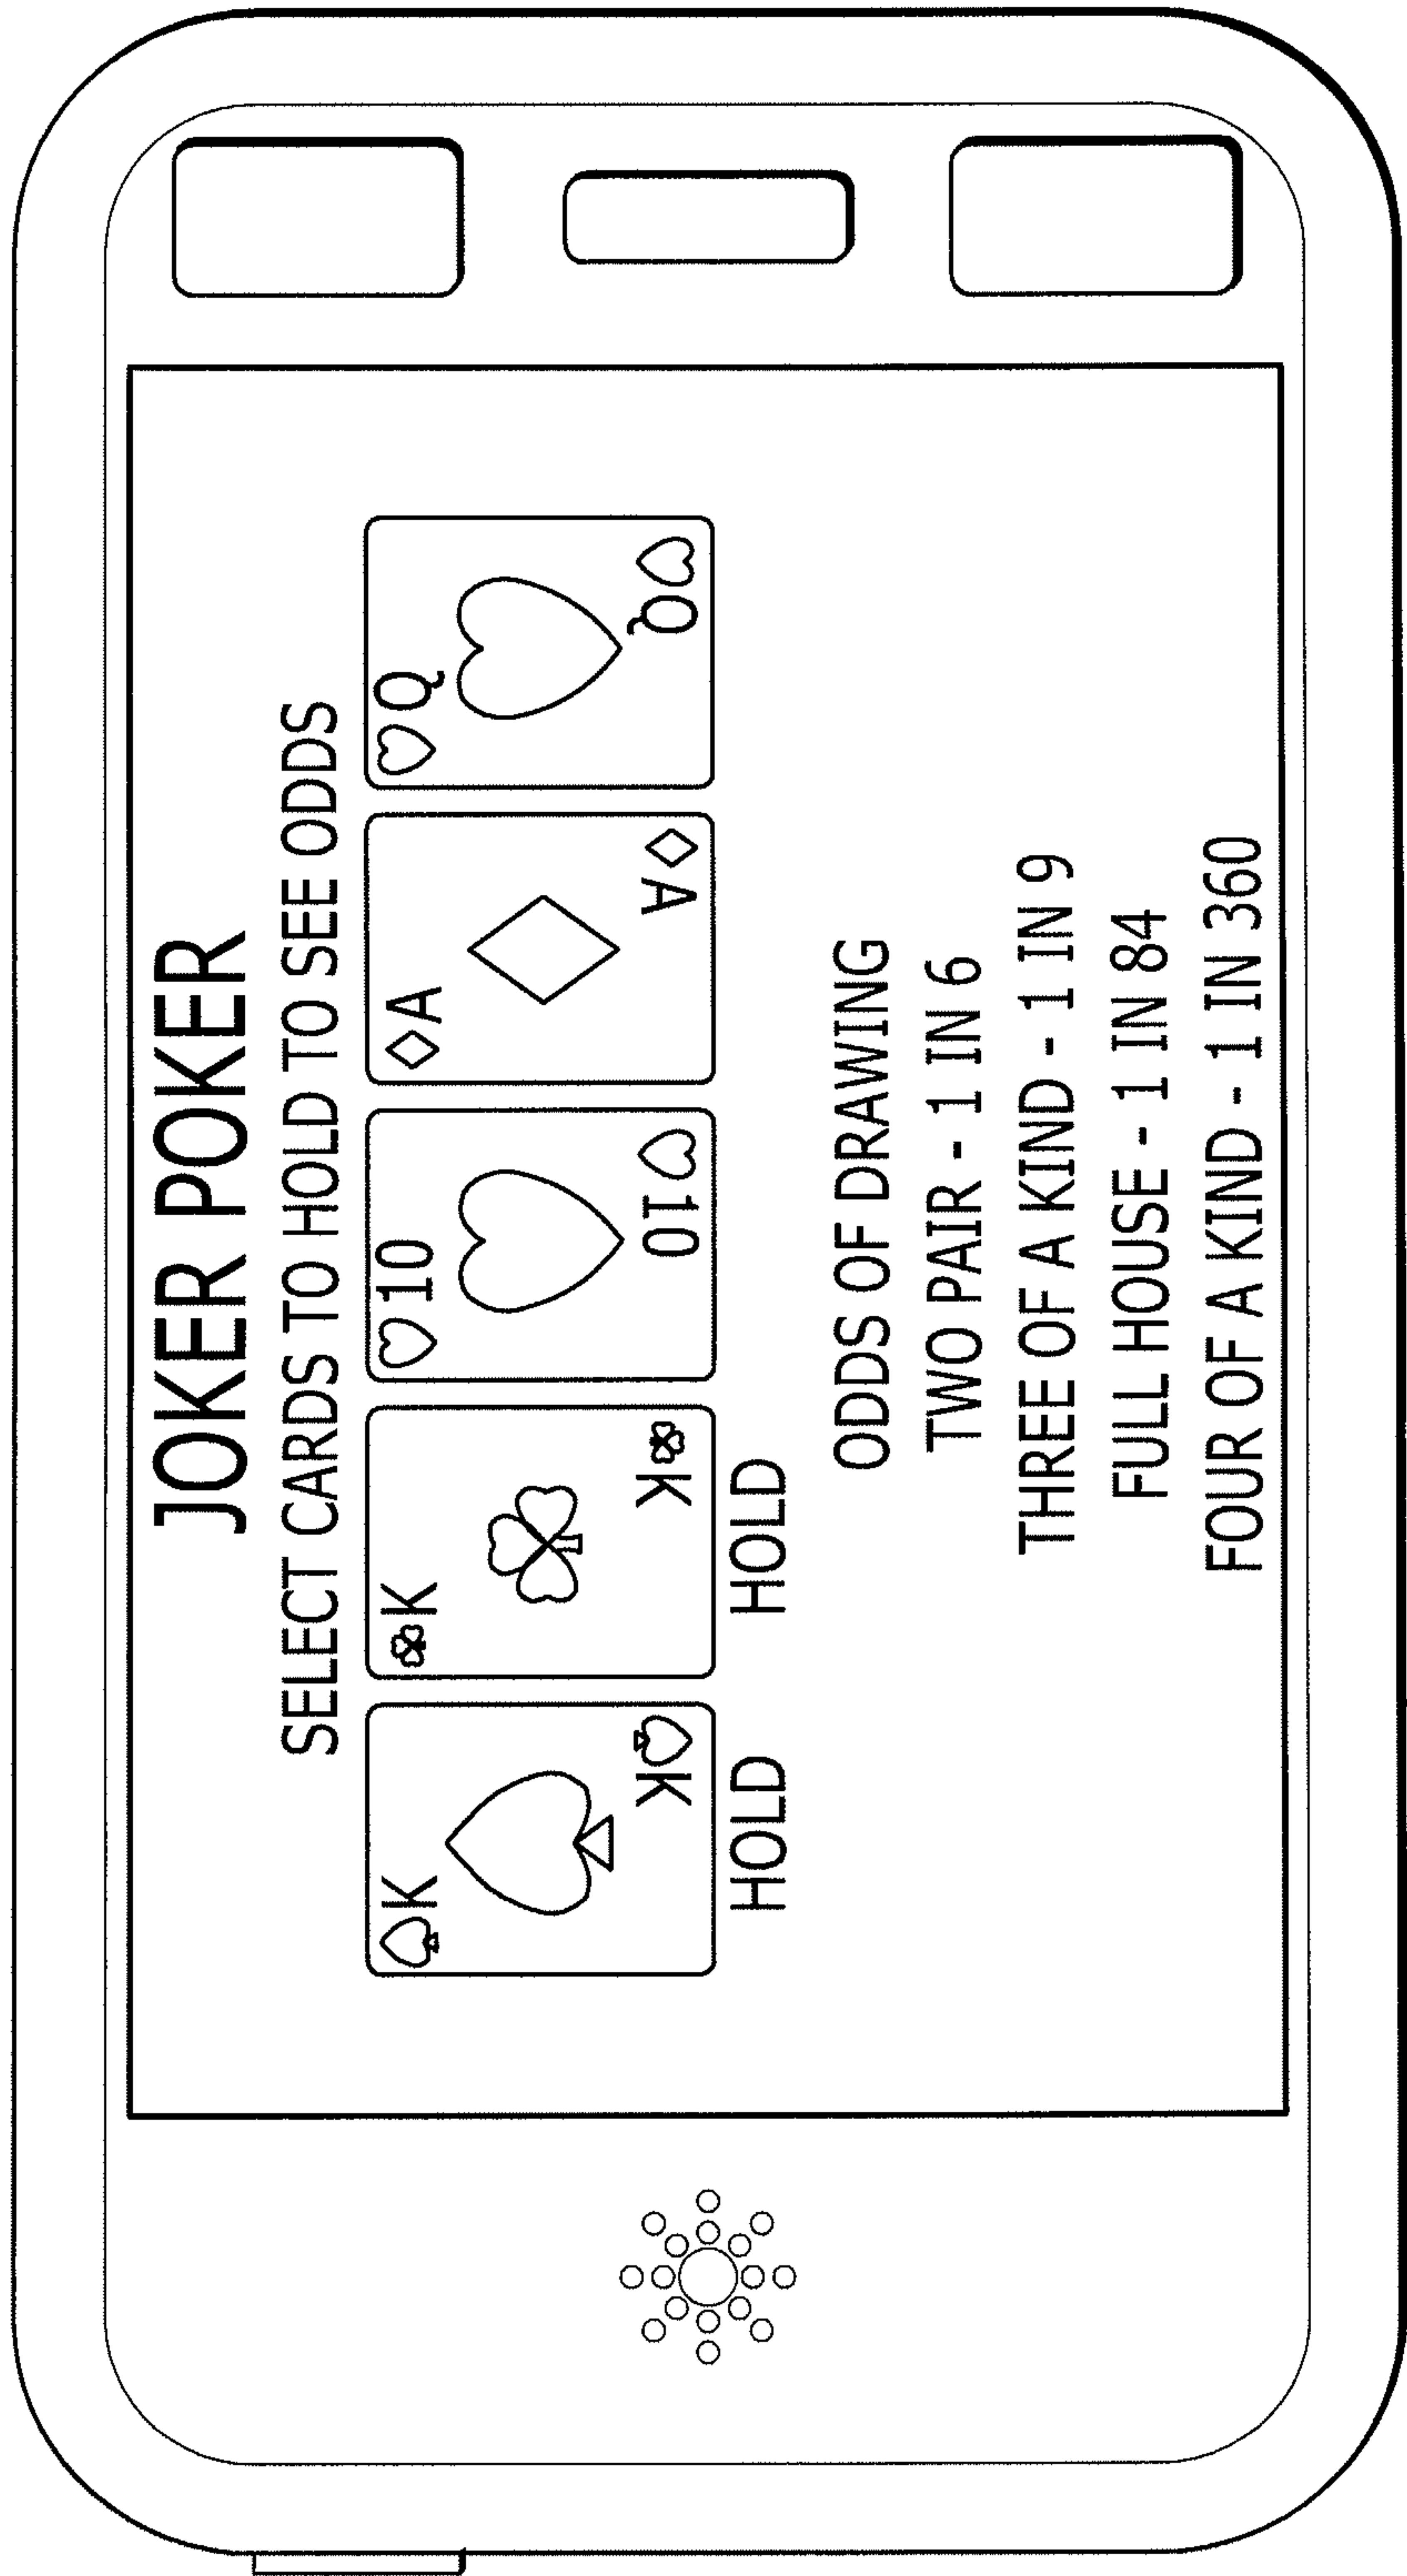 JOKER POKER
SELECT CARDS TO HOLD TO SEE ODDS
♠K ♣K ♡10 ♢A ♡Q
K♠ K♣ 10♡ A♢ Q♡
HOLD HOLD
ODDS OF DRAWING
TWO PAIR - 1 IN 6
THREE OF A KIND - 1 IN 9
FULL HOUSE - 1 IN 84
FOUR OF A KIND - 1 IN 360